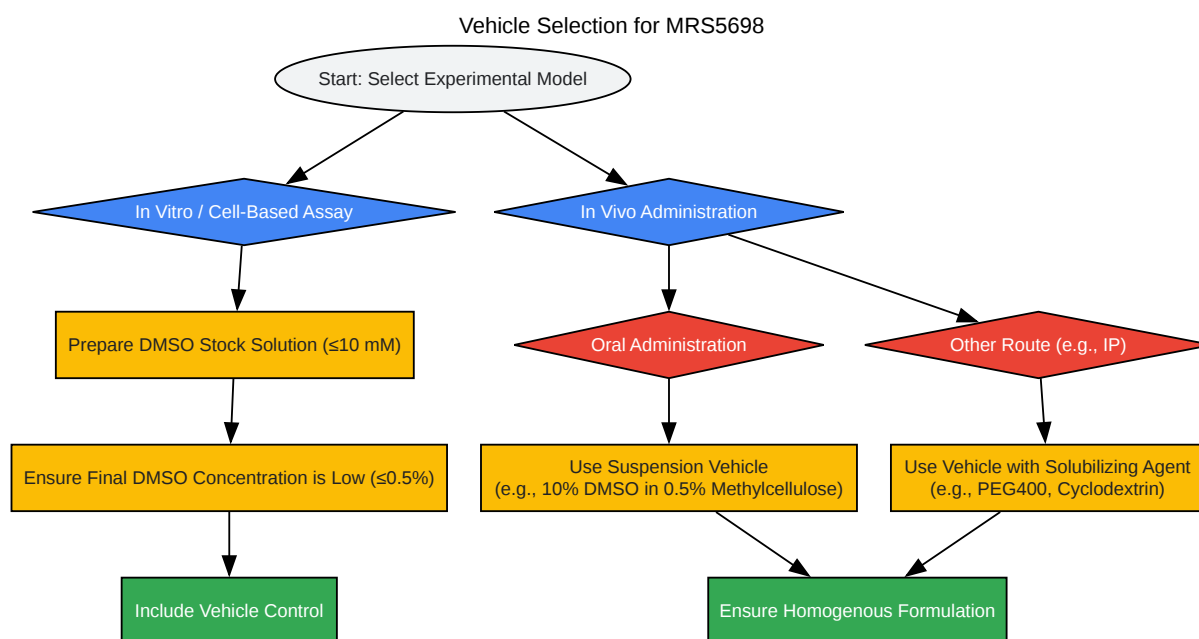 Vehicle Selection for MRS5698
Start: Select Experimental Model
In Vitro / Cell-Based Assay
In Vivo Administration
Prepare DMSO Stock Solution (≤10 mM)
Oral Administration
Other Route (e.g., IP)
Ensure Final DMSO Concentration is Low (≤0.5%)
Use Suspension Vehicle
(e.g., 10% DMSO in 0.5% Methylcellulose)
Use Vehicle with Solubilizing Agent
(e.g., PEG400, Cyclodextrin)
Include Vehicle Control
Ensure Homogenous Formulation